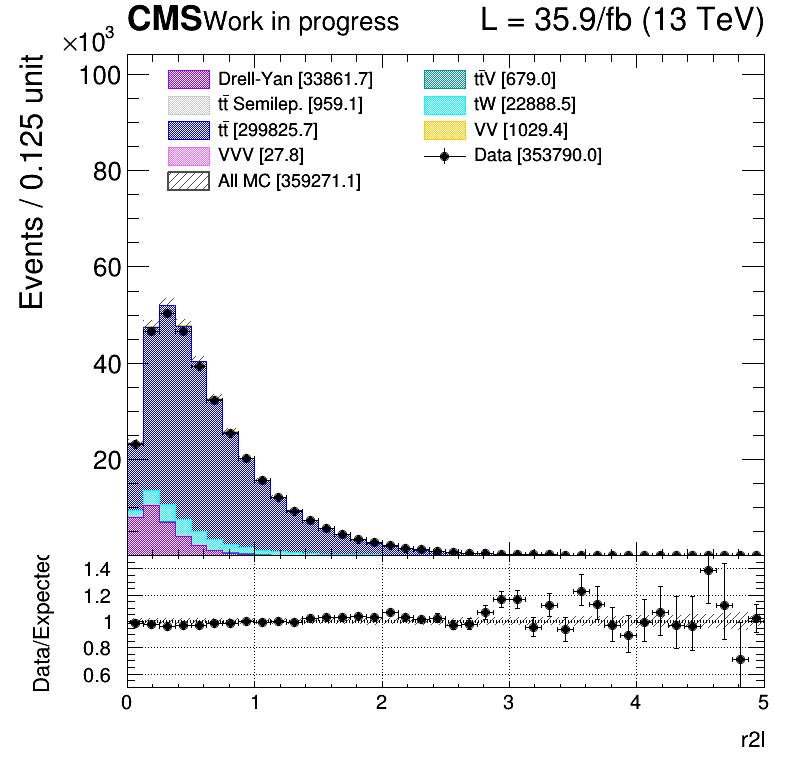 CMS Work in progress L = 35.9/fb (13 TeV)
×10³
Events / 0.125 unit
100
80
60
40
20
Drell-Yan [33861.7]
tt̄ Semilep. [959.1]
tt̄ [299825.7]
VVV [27.8]
All MC [359271.1]
tt̄V [679.0]
tW [22888.5]
VV [1029.4]
Data [353790.0]
Data/Expected
1.4
1.2
1
0.8
0.6
0 1 2 3 4 5
r2l